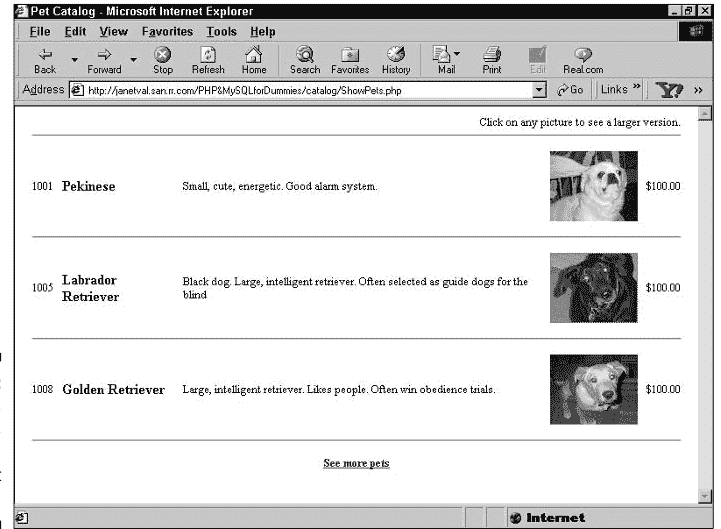 Pet Catalog - Microsoft Internet Explorer
File Edit View Favorites Tools Help
Back Forward Stop Refresh Home Search Favorites History Mail Print Edit Real.com
Address http://janetval.san.rr.com/PHP&MySQLforDummies/catalog/ShowPets.php Go Links » Y! »
Click on any picture to see a larger version.
1001 Pekinese Small, cute, energetic. Good alarm system. $100.00
1005 Labrador Retriever Black dog. Large, intelligent retriever. Often selected as guide dogs for the
blind $100.00
1008 Golden Retriever Large, intelligent retriever. Likes people. Often win obedience trials. $100.00
See more pets
Internet